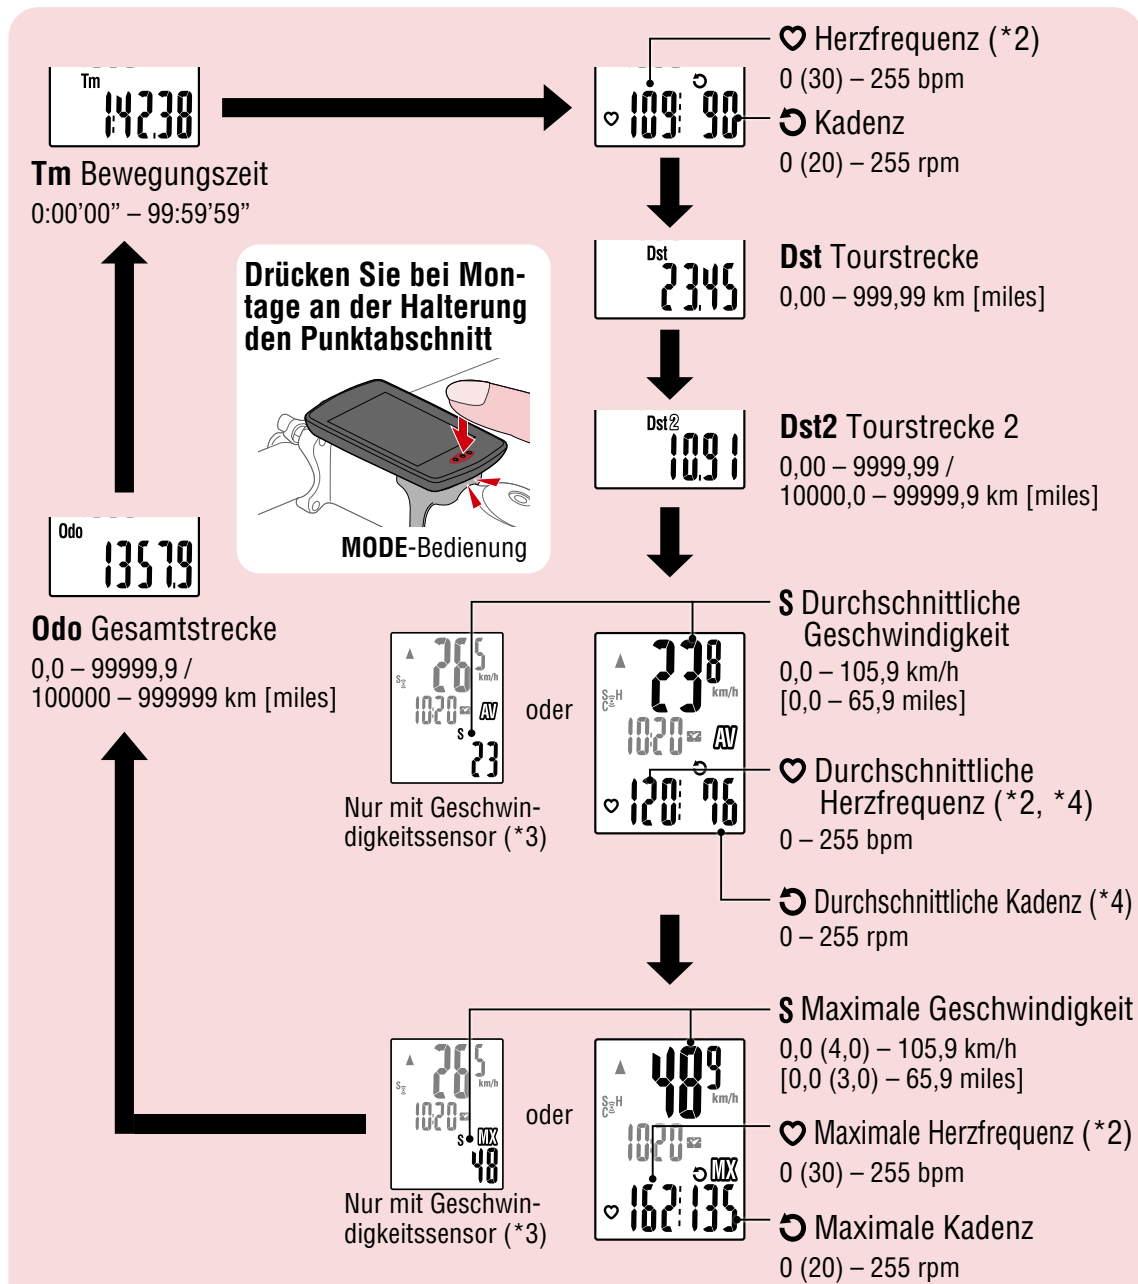 Tm
1:42.38
Tm Bewegungszeit
0:00'00” – 99:59'59”
109 90
Herzfrequenz (*2)
0 (30) – 255 bpm
Kadenz
0 (20) – 255 rpm
Dst
23.45
Dst Tourstrecke
0,00 – 999,99 km [miles]
Drücken Sie bei Mon-
tage an der Halterung
den Punktabschnitt
MODE-Bedienung
Dst2
10.91
Dst2 Tourstrecke 2
0,00 – 9999,99 /
10000,0 – 99999,9 km [miles]
Odo
1357.9
Odo Gesamtstrecke
0,0 – 99999,9 /
100000 – 999999 km [miles]
26.5
km/h
S
10:20
AV
S
23
Nur mit Geschwin-
digkeitssensor (*3)
oder
23.8
km/h
S H
C
10:20
AV
120 76
S Durchschnittliche
Geschwindigkeit
0,0 – 105,9 km/h
[0,0 – 65,9 miles]
Durchschnittliche
Herzfrequenz (*2, *4)
0 – 255 bpm
Durchschnittliche Kadenz (*4)
0 – 255 rpm
26.5
km/h
S
10:20
S MX
48
Nur mit Geschwin-
digkeitssensor (*3)
oder
48.9
km/h
S H
C
10:20
MX
162 135
S Maximale Geschwindigkeit
0,0 (4,0) – 105,9 km/h
[0,0 (3,0) – 65,9 miles]
Maximale Herzfrequenz (*2)
0 (30) – 255 bpm
Maximale Kadenz
0 (20) – 255 rpm